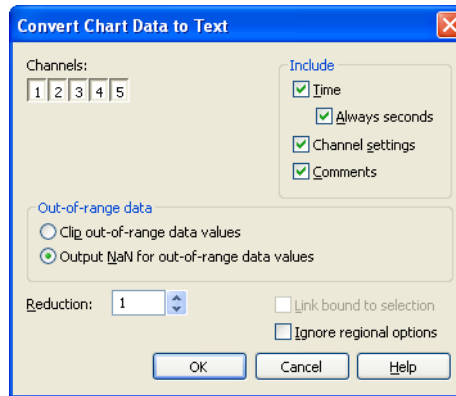 Convert Chart Data to Text
Channels:
1 2 3 4 5
Include
Time
Always seconds
Channel settings
Comments
Out-of-range data
Clip out-of-range data values
Output NaN for out-of-range data values
Reduction: 1
Link bound to selection
Ignore regional options
OK Cancel Help